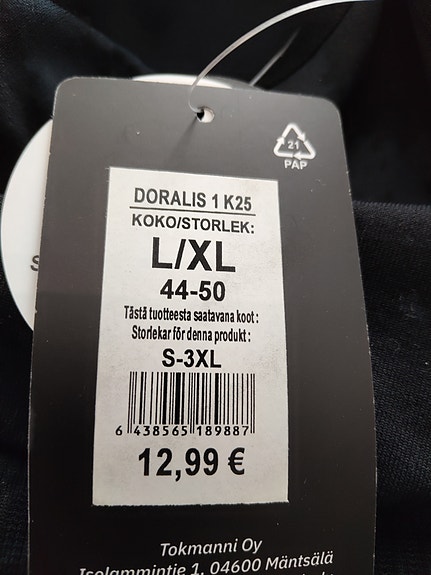 21
PAP
DORALIS 1 K25
KOKO/STORLEK:
L/XL
44-50
Tästä tuotteesta saatavana koot:
Storlekar för denna produkt:
S-3XL
6 438565 189887
12,99 €
Tokmanni Oy
Isolammintie 1, 04600 Mäntsälä